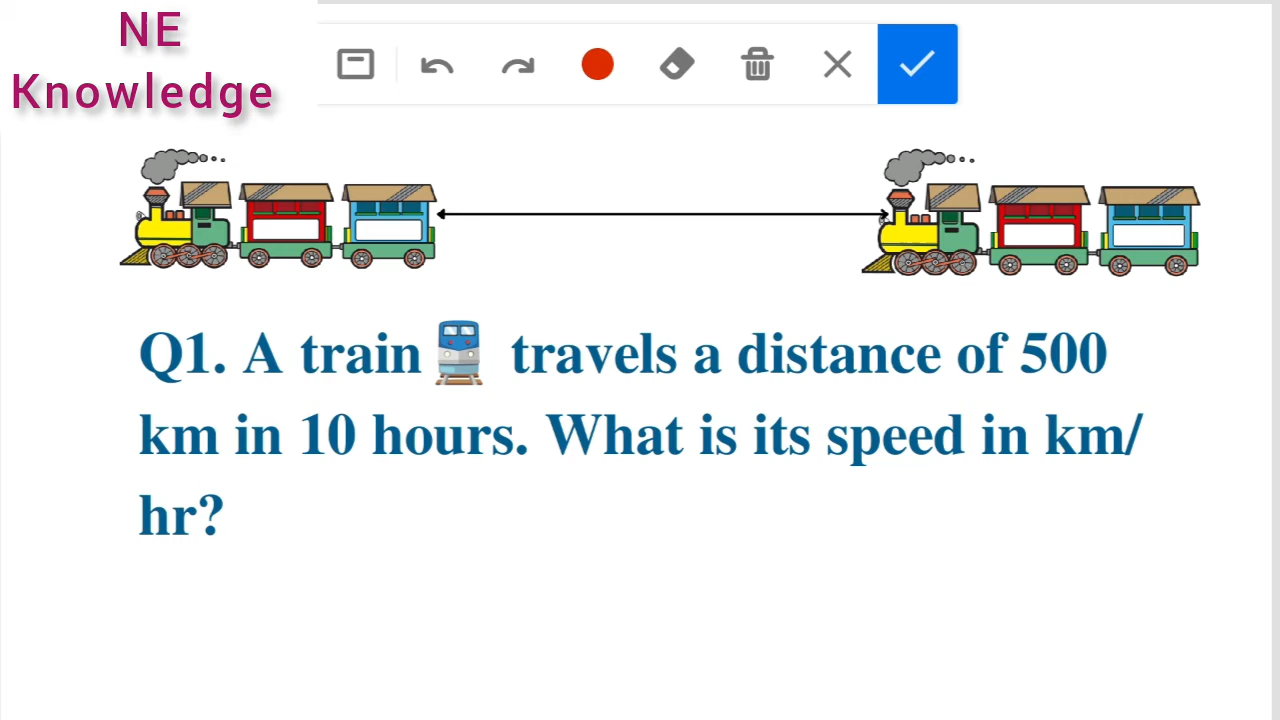 NE
Knowledge
Q1. A train travels a distance of 500
km in 10 hours. What is its speed in km/
hr?